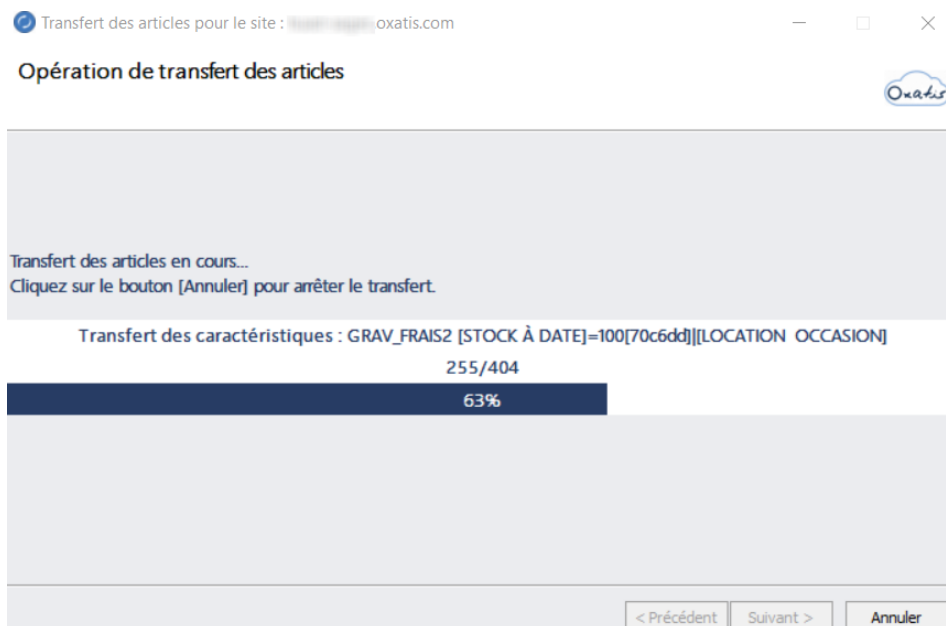 Transfert des articles pour le site : oxatis.com
Opération de transfert des articles
Oxatis
Transfert des articles en cours...
Cliquez sur le bouton [Annuler] pour arrêter le transfert.
Transfert des caractéristiques : GRAV_FRAIS2 [STOCK À DATE]=100[70c6dd]|[LOCATION OCCASION]
255/404
63%
< Précédent Suivant > Annuler